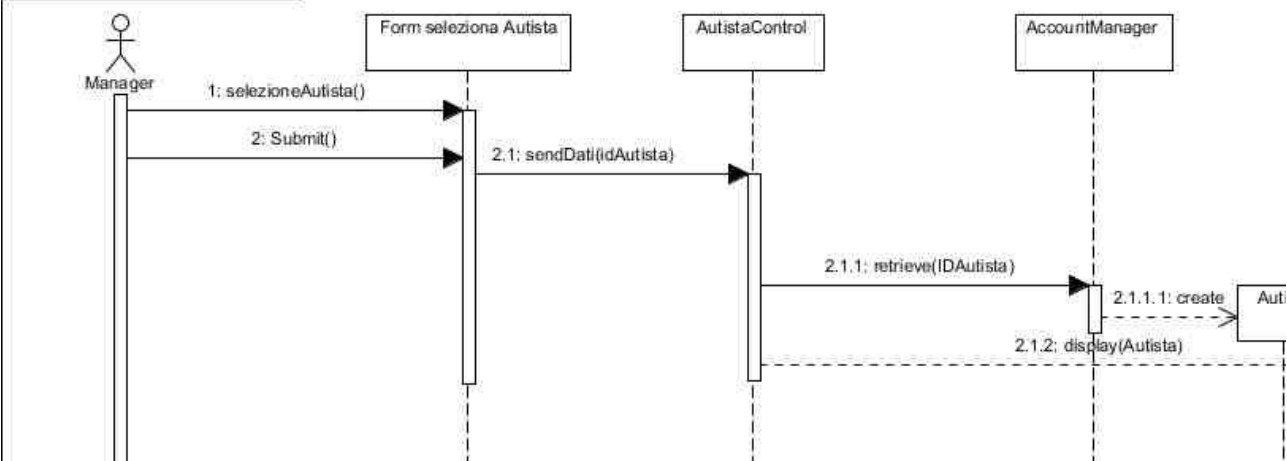 Form seleziona Autista
AutistaControl
AccountManager
Manager
1: selezioneAutista()
2: Submit()
2.1: sendDati(idAutista)
2.1.1: retrieve(IDAutista)
2.1.1.1: create
Auti
2.1.2: display(Autista)